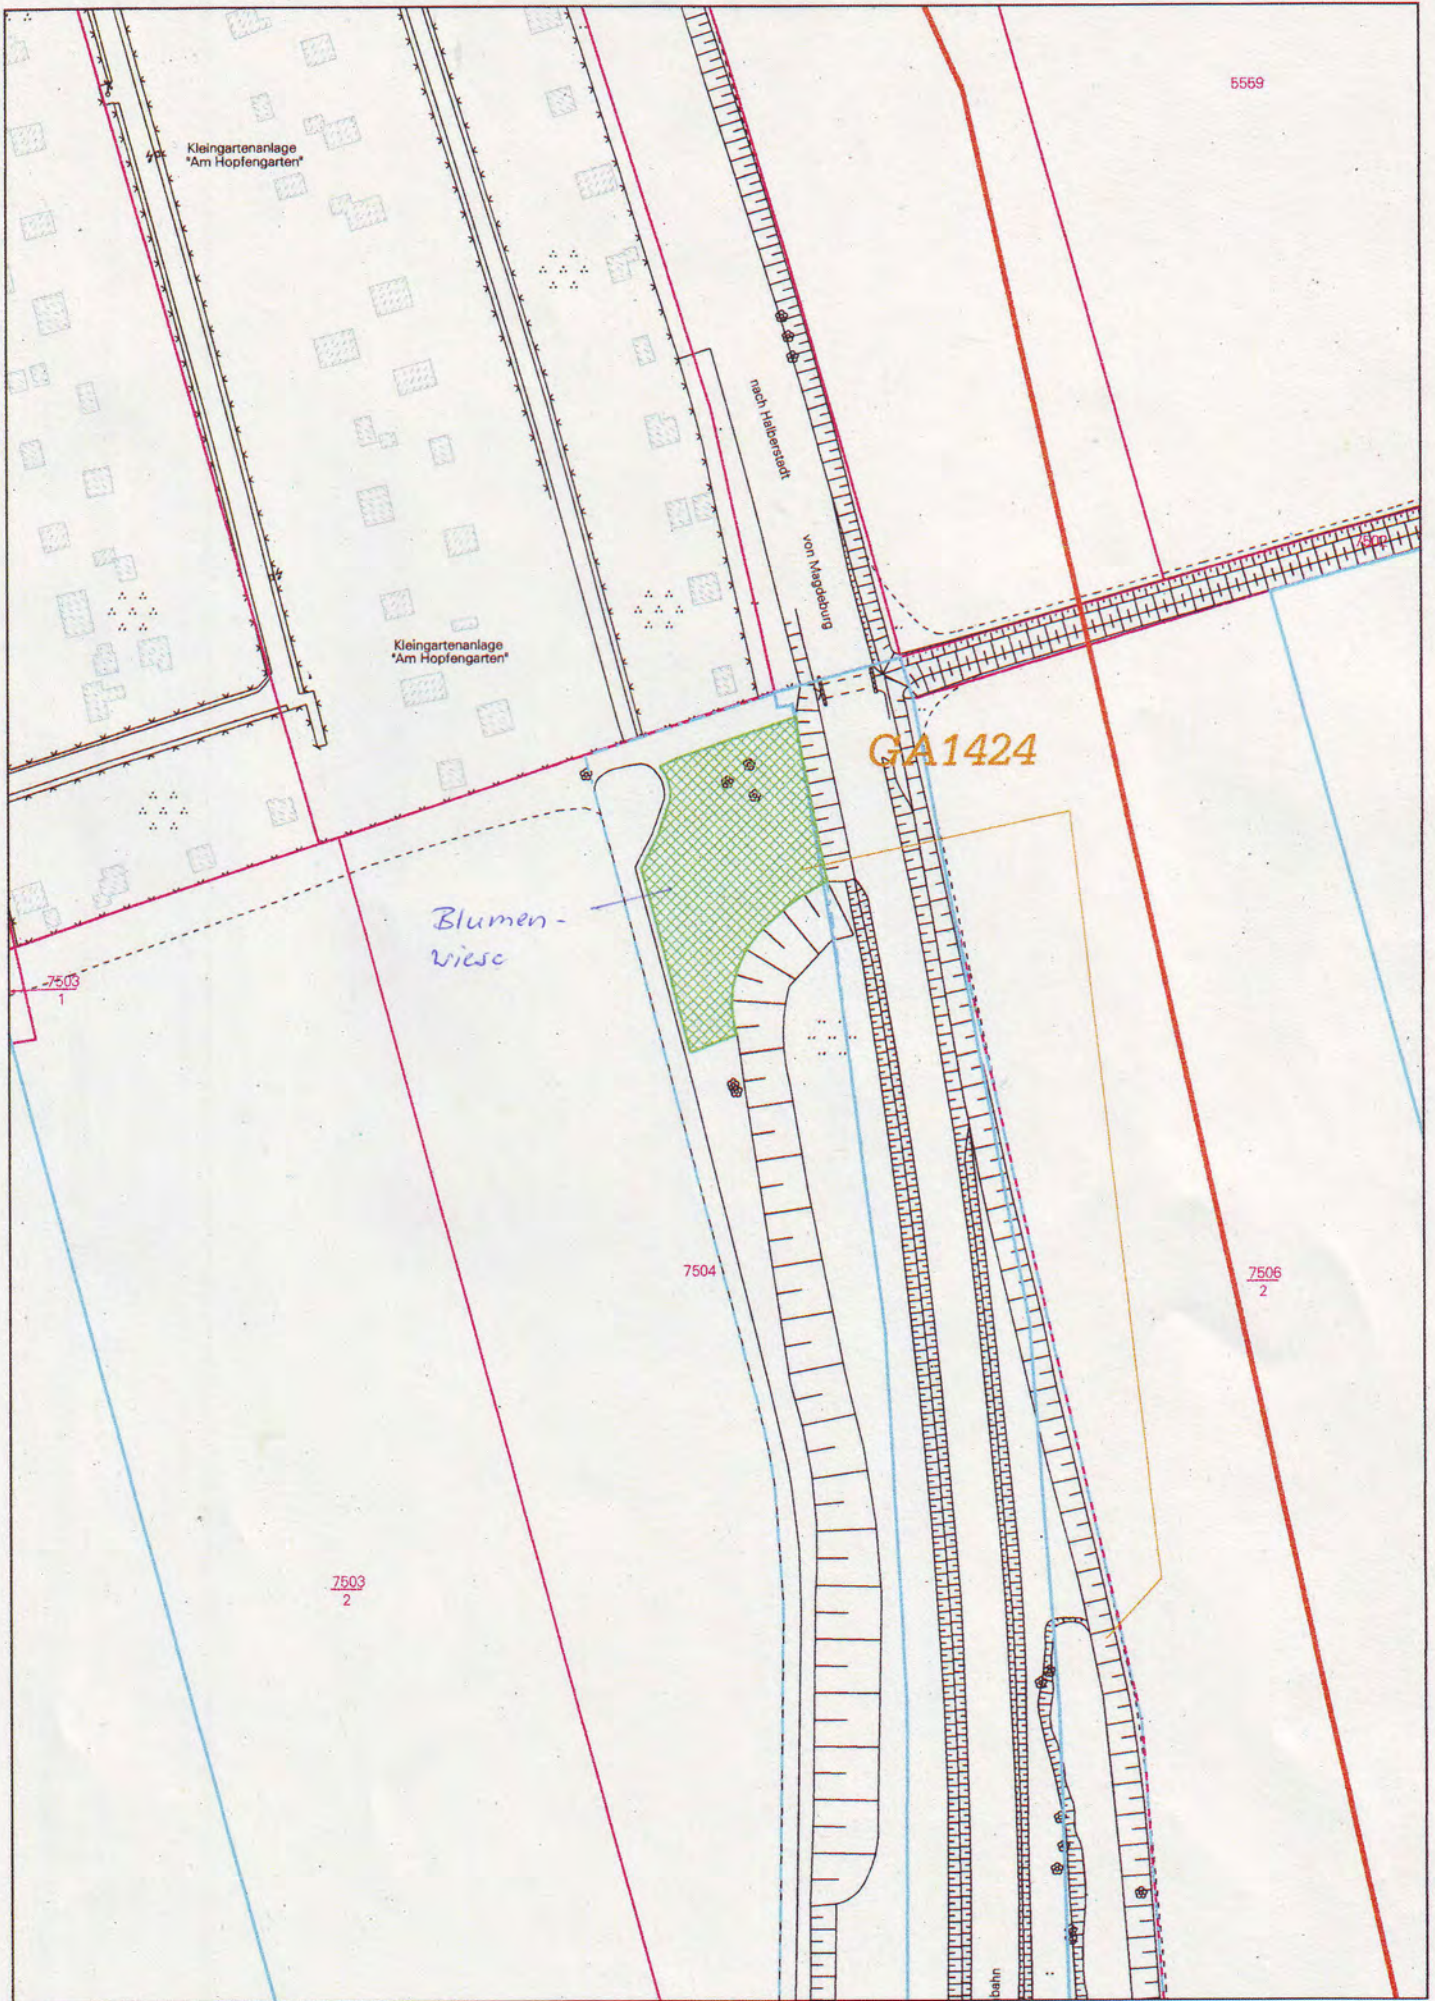 5559
Kleingartenanlage
"Am Hopfengarten"
nach Halberstadt
von Magdeburg
7502
Kleingartenanlage
"Am Hopfengarten"
GA1424
Blumen-
wiese
7503
1
7504
7506
2
7503
2
bahn